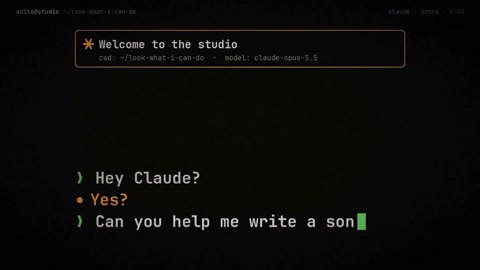 adita@studio ~/look-what-i-can-do
claude · intro · 0:03
Welcome to the studio
cwd: ~/look-what-i-can-do · model: claude-opus-5.5
❯ Hey Claude?
● Yes?
❯ Can you help me write a son